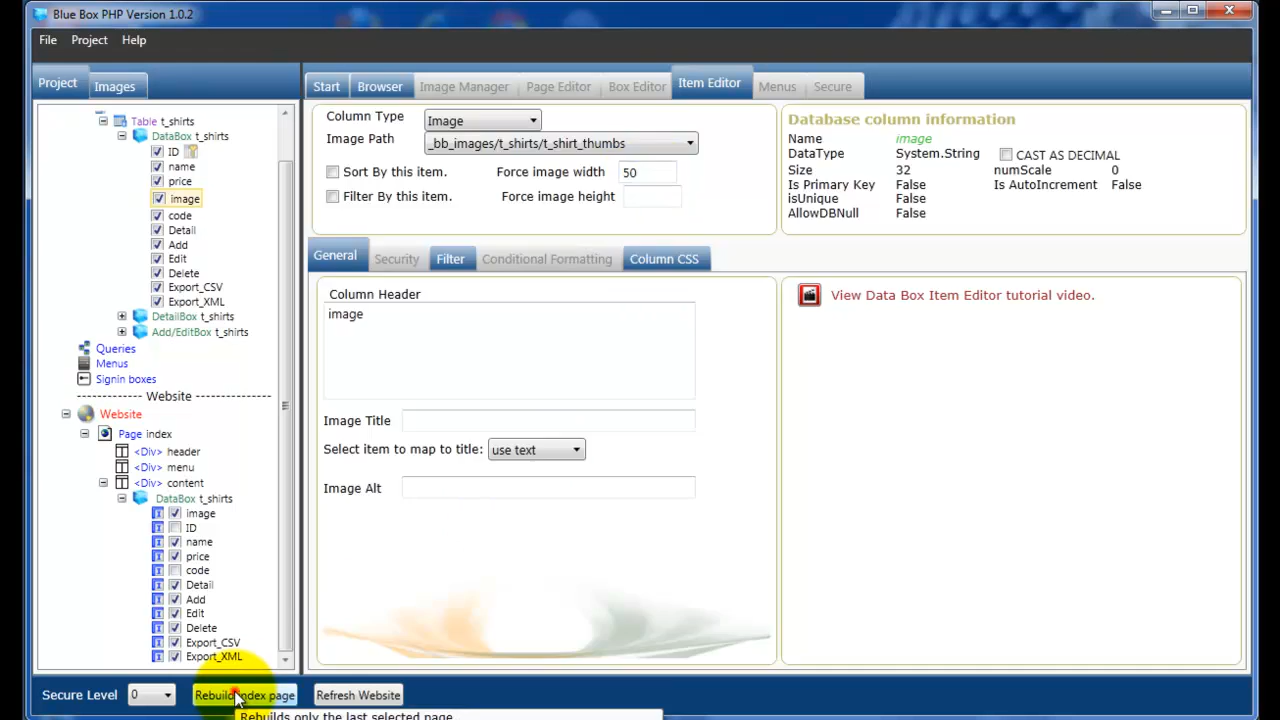 Blue Box PHP Version 1.0.2
File Project Help
Project Images
Start Browser Image Manager Page Editor Box Editor Item Editor Menus Secure
Table t_shirts
DataBox t_shirts
ID
name
price
image
code
Detail
Add
Edit
Delete
Export_CSV
Export_XML
DetailBox t_shirts
Add/EditBox t_shirts
Queries
Menus
Signin boxes
------------ Website ---------------
Website
Page index
<Div> header
<Div> menu
<Div> content
DataBox t_shirts
image
ID
name
price
code
Detail
Add
Edit
Delete
Export_CSV
Export_XML
Column Type Image
Image Path _bb_images/t_shirts/t_shirt_thumbs
Sort By this item. Force image width 50
Filter By this item. Force image height
Database column information
Name image
DataType System.String CAST AS DECIMAL
Size 32 numScale 0
Is Primary Key False Is AutoIncrement False
isUnique False
AllowDBNull False
General Security Filter Conditional Formatting Column CSS
Column Header
image
Image Title
Select item to map to title: use text
Image Alt
View Data Box Item Editor tutorial video.
Secure Level 0 Rebuild index page Refresh Website
Rebuilds only the last selected page